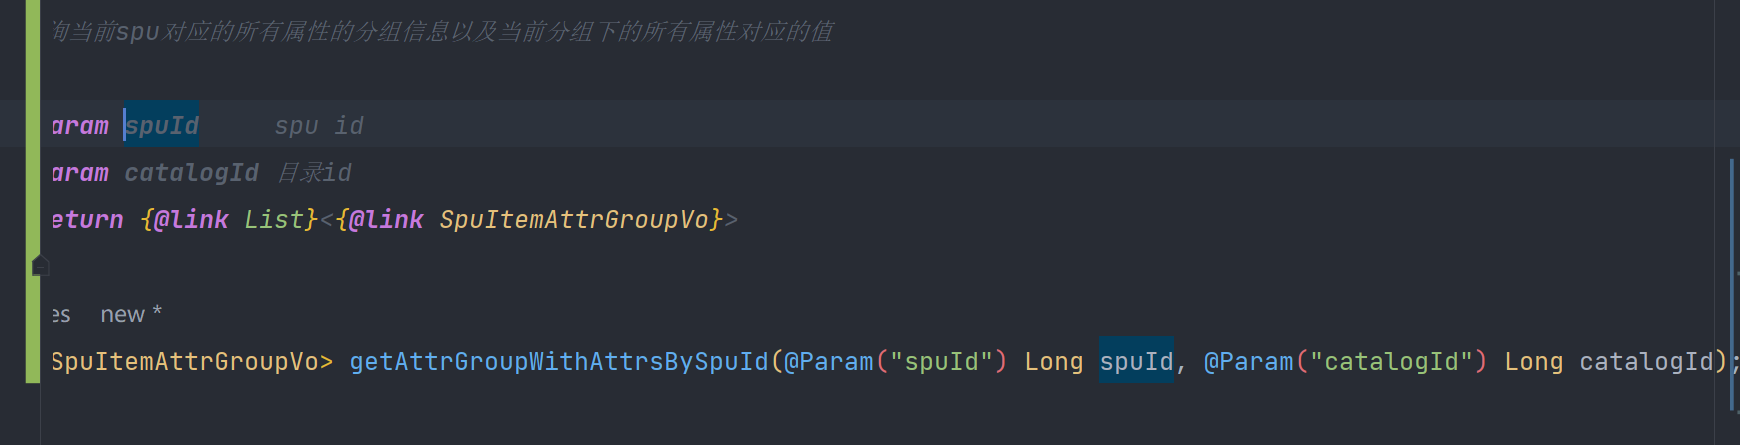 询当前spu对应的所有属性的分组信息以及当前分组下的所有属性对应的值
aram spuId spu id
aram catalogId 目录id
eturn {@link List}<{@link SpuItemAttrGroupVo}>
es new *
SpuItemAttrGroupVo> getAttrGroupWithAttrsBySpuId(@Param("spuId") Long spuId, @Param("catalogId") Long catalogId);